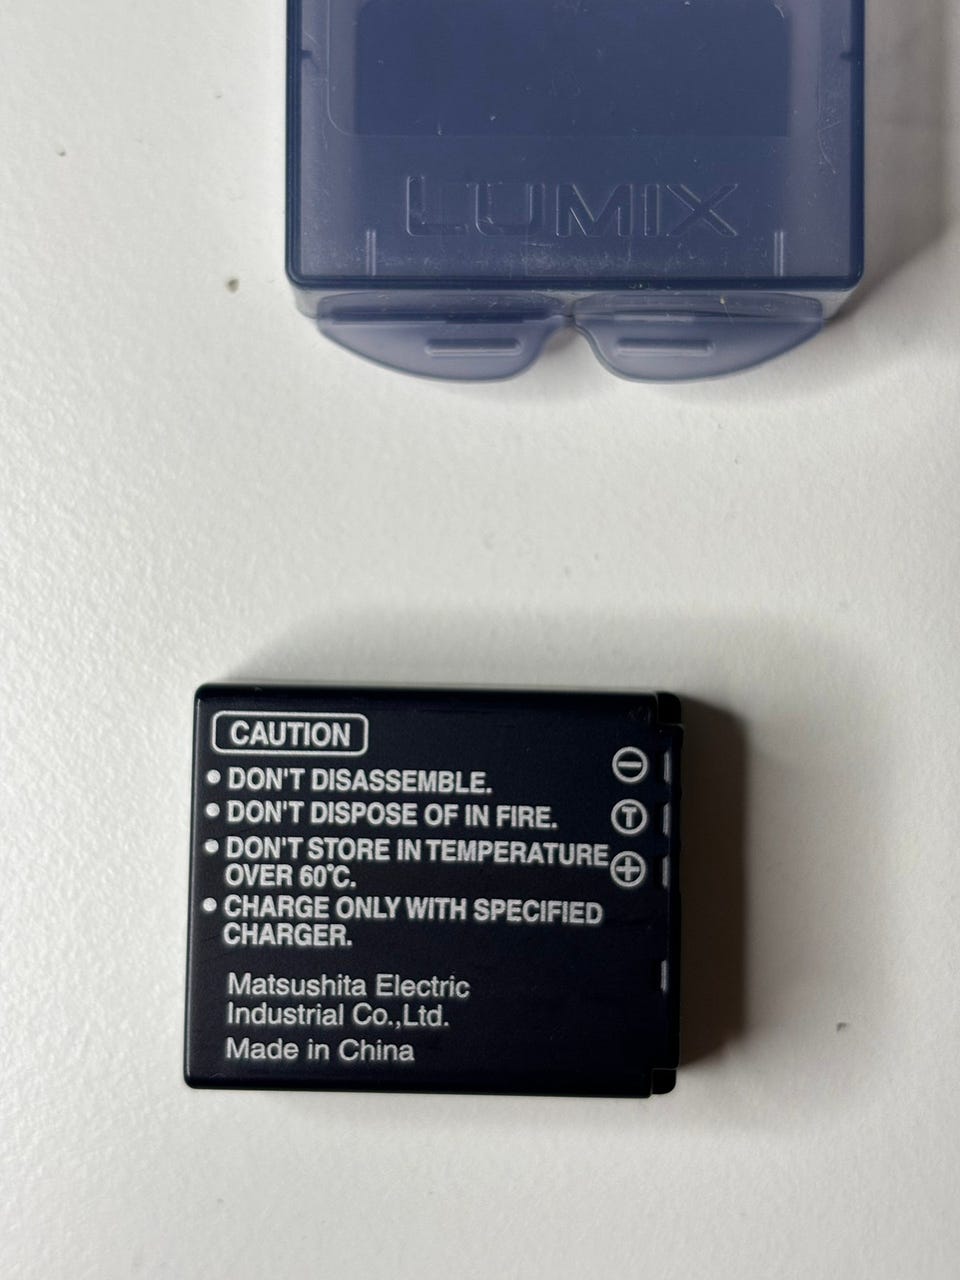 LUMIX
CAUTION
• DON'T DISASSEMBLE.
• DON'T DISPOSE OF IN FIRE.
• DON'T STORE IN TEMPERATURE
OVER 60°C.
• CHARGE ONLY WITH SPECIFIED
CHARGER.
Matsushita Electric
Industrial Co.,Ltd.
Made in China
−
T
+